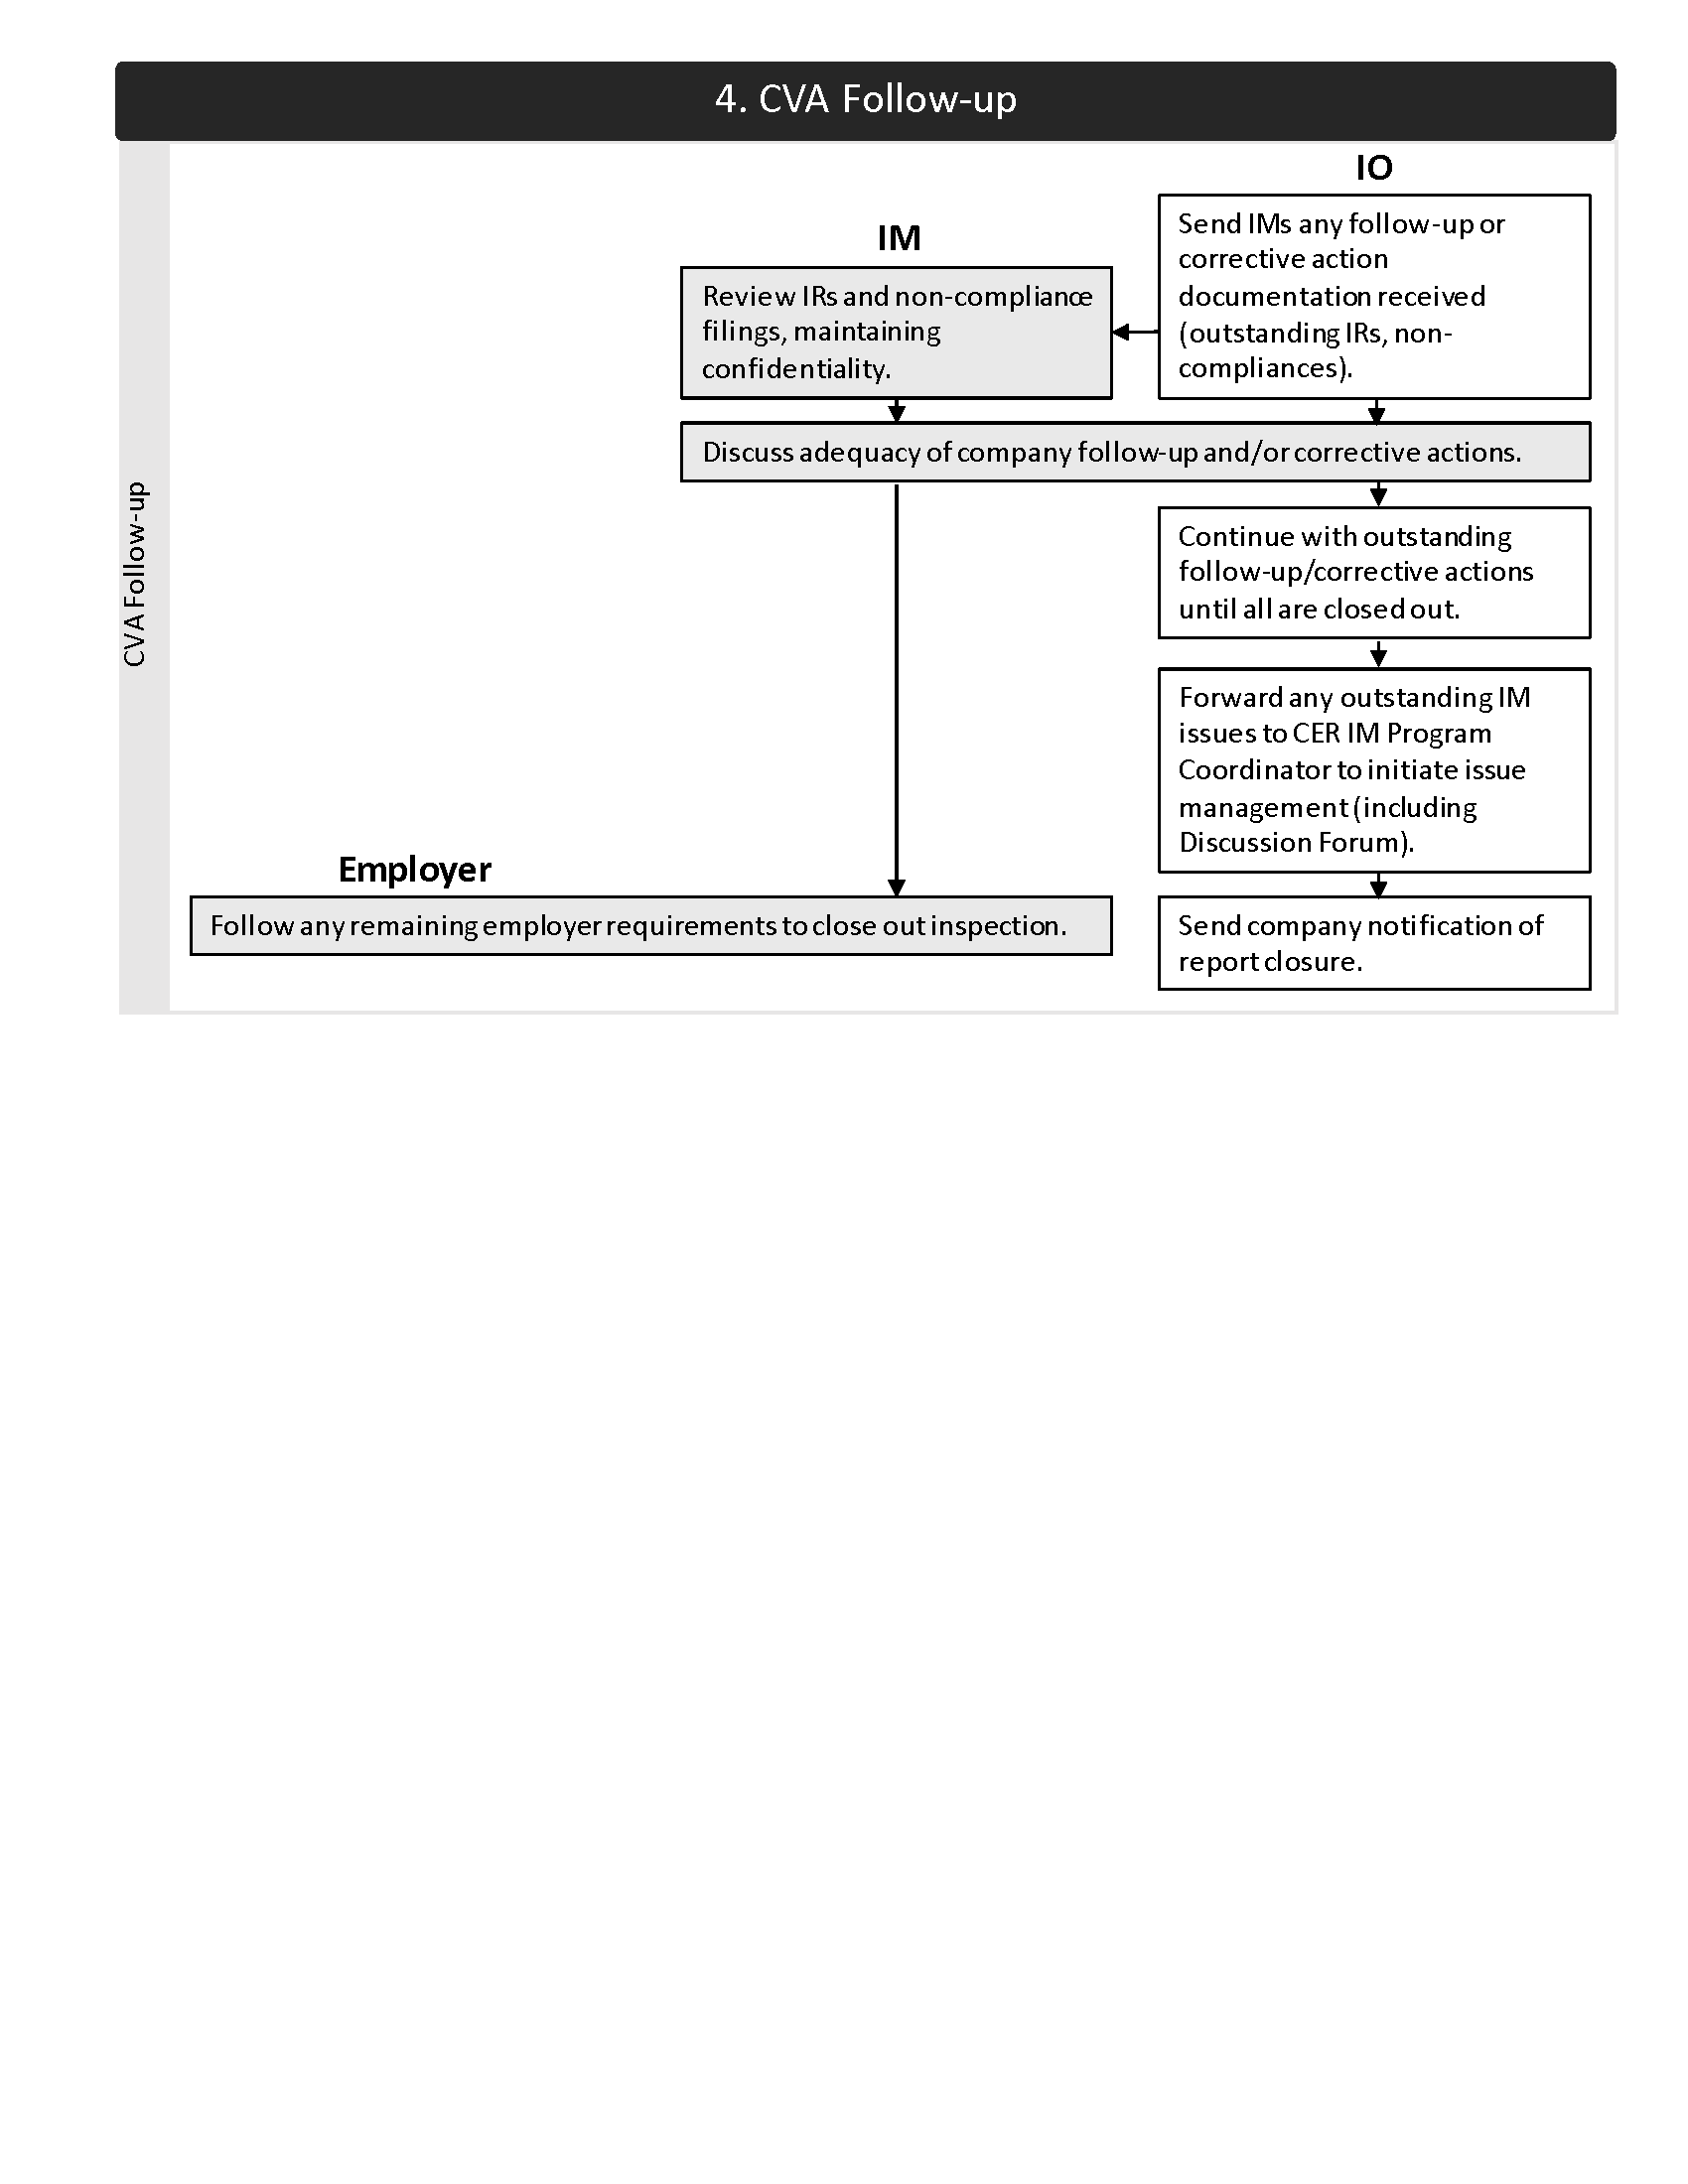 4. CVA Follow-up
IO
Send IMs any follow-up or
corrective action
documentation received
(outstanding IRs, non-
compliances).
IM
Review IRs and non-compliance
filings, maintaining
confidentiality.
Discuss adequacy of company follow-up and/or corrective actions.
CVA Follow-up
Continue with outstanding
follow-up/corrective actions
until all are closed out.
Forward any outstanding IM
issues to CER IM Program
Coordinator to initiate issue
management (including
Discussion Forum).
Employer
Follow any remaining employer requirements to close out inspection.
Send company notification of
report closure.